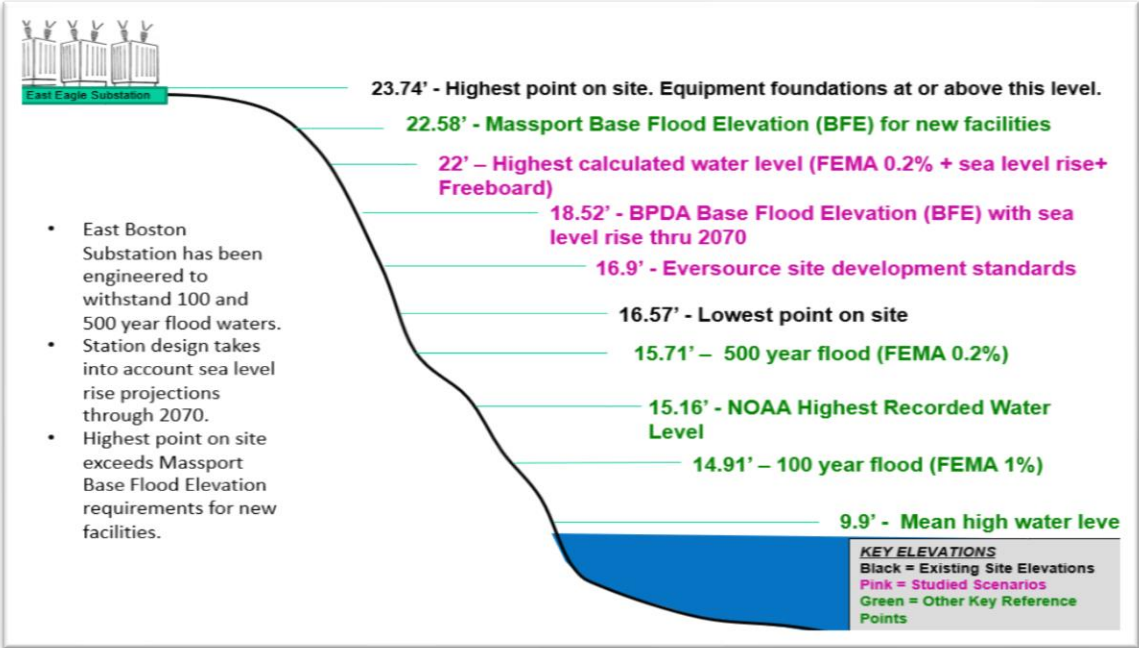 East Eagle Substation
23.74’ - Highest point on site. Equipment foundations at or above this level.
22.58’ - Massport Base Flood Elevation (BFE) for new facilities
22’ – Highest calculated water level (FEMA 0.2% + sea level rise+
Freeboard)
18.52’ - BPDA Base Flood Elevation (BFE) with sea
level rise thru 2070
16.9’ - Eversource site development standards
16.57’ - Lowest point on site
15.71’ – 500 year flood (FEMA 0.2%)
15.16’ - NOAA Highest Recorded Water
Level
14.91’ – 100 year flood (FEMA 1%)
9.9’ - Mean high water leve
• East Boston
Substation has been
engineered to
withstand 100 and
500 year flood waters.
• Station design takes
into account sea level
rise projections
through 2070.
• Highest point on site
exceeds Massport
Base Flood Elevation
requirements for new
facilities.
KEY ELEVATIONS
Black = Existing Site Elevations
Pink = Studied Scenarios
Green = Other Key Reference
Points